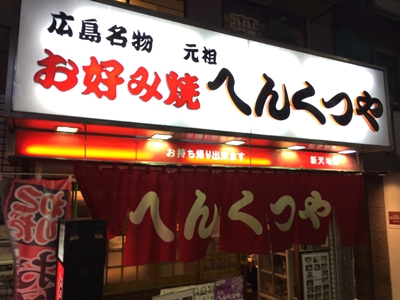 広島名物 元祖
お好み焼 へんくつや
お持ち帰り出来ます
新天地
へんくつや